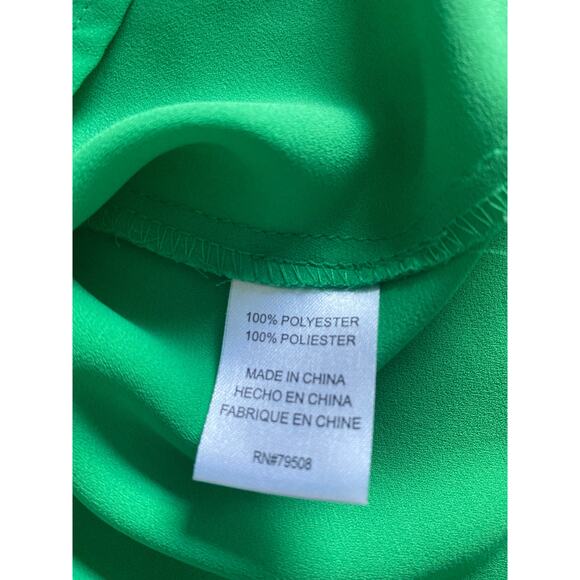 100% POLYESTER
100% POLIESTER
MADE IN CHINA
HECHO EN CHINA
FABRIQUE EN CHINE
RN#79508